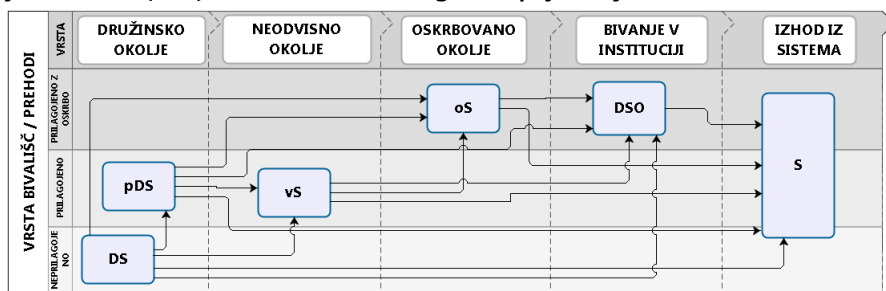 VRSTA BIVALIŠČ / PREHODI
VRSTA
DRUŽINSKO
OKOLJE
NEODVISNO
OKOLJE
OSKRBOVANO
OKOLJE
BIVANJE V
INSTITUCIJI
IZHOD IZ
SISTEMA
PRILAGOJENO Z
OSKRBO
oS
DSO
PRILAGOJENO
pDS
vS
S
NEPRILAGOJE
NO
DS